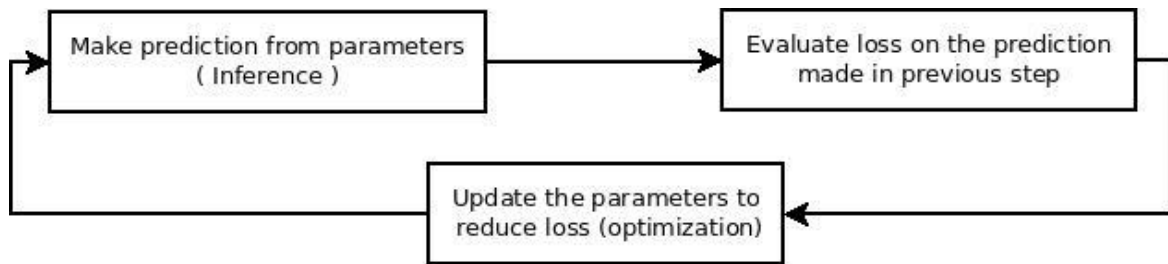 Make prediction from parameters
( Inference )
Evaluate loss on the prediction
made in previous step
Update the parameters to
reduce loss (optimization)